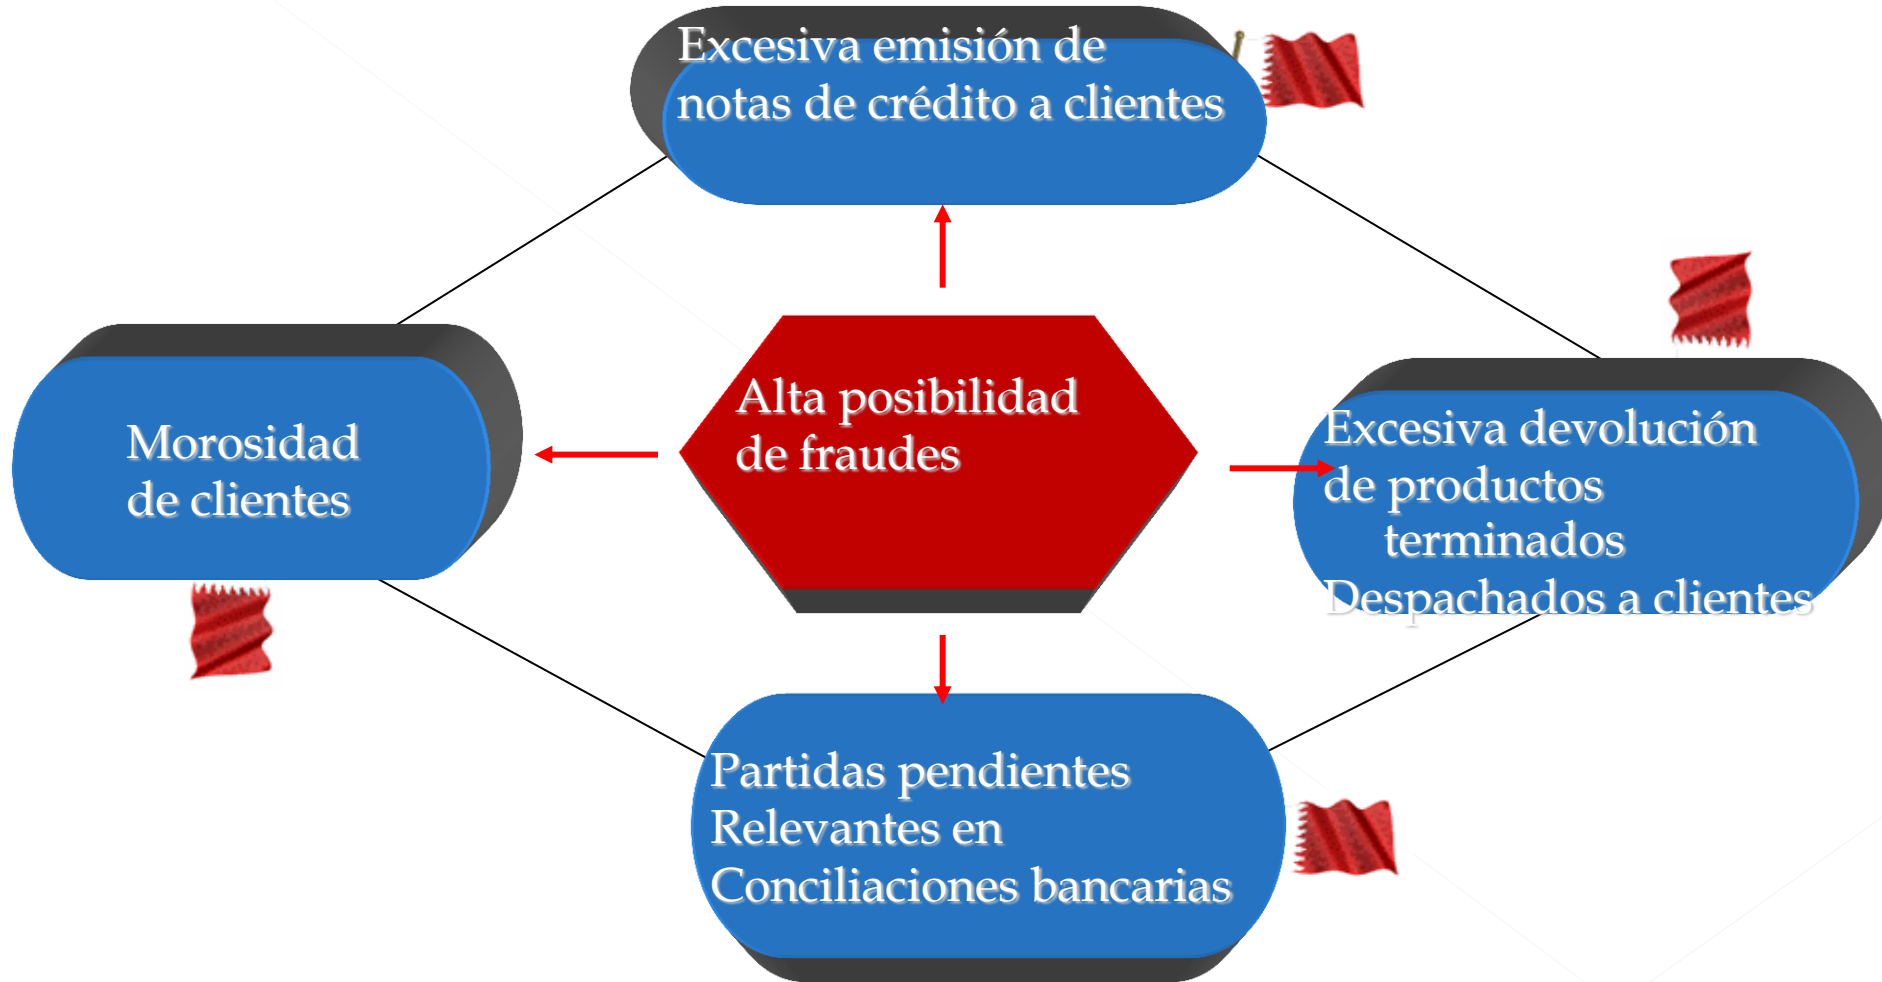 Excesiva emisión de
notas de crédito a clientes
Alta posibilidad
de fraudes
Morosidad
de clientes
Excesiva devolución
de productos
terminados
Despachados a clientes
Partidas pendientes
Relevantes en
Conciliaciones bancarias